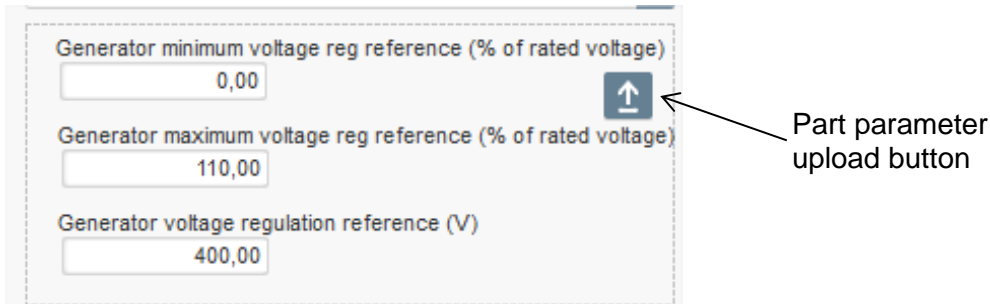 Generator minimum voltage reg reference (% of rated voltage)
0,00
Generator maximum voltage reg reference (% of rated voltage)
110,00
Generator voltage regulation reference (V)
400,00
Part parameter
upload button